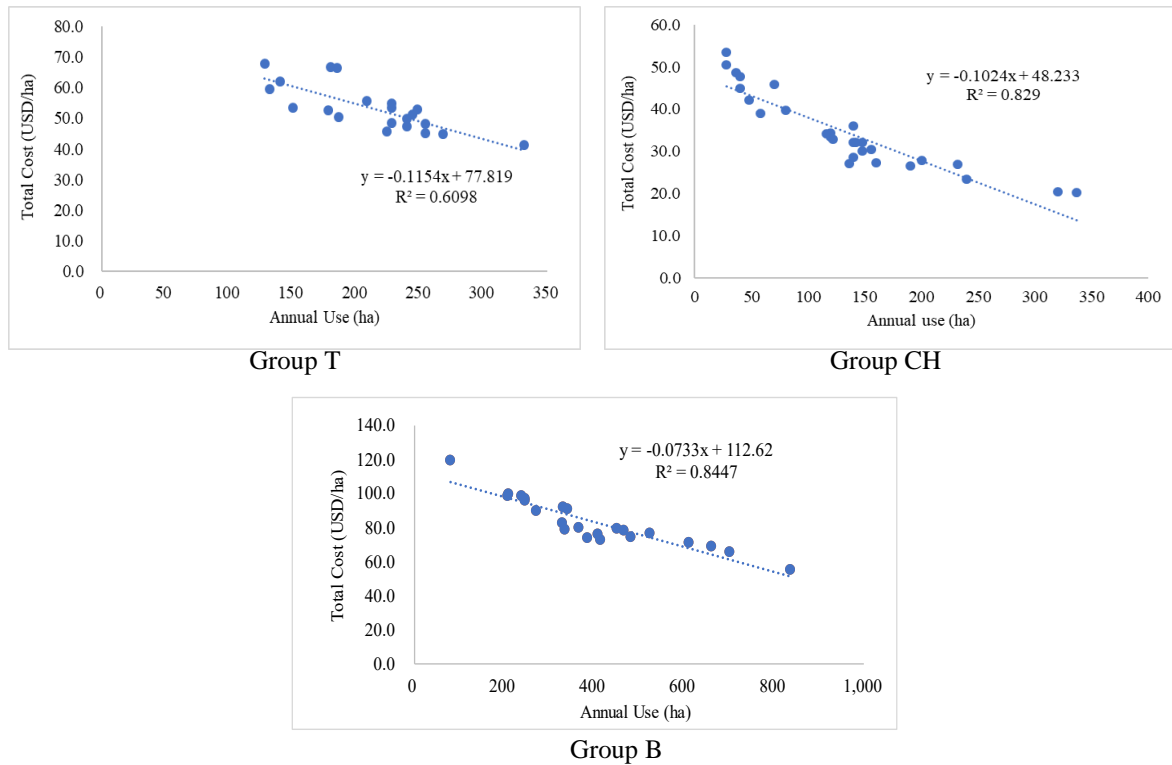 80.0
70.0
60.0
50.0
40.0
30.0
20.0
10.0
0.0
Total Cost (USD/ha)
y = -0.1154x + 77.819
R² = 0.6098
0 50 100 150 200 250 300 350
Annual Use (ha)
Group T
60.0
50.0
40.0
30.0
20.0
10.0
0.0
Total Cost (USD/ha)
y = -0.1024x + 48.233
R² = 0.829
0 50 100 150 200 250 300 350 400
Annual use (ha)
Group CH
140.0
120.0
100.0
80.0
60.0
40.0
20.0
0.0
Total Cost (USD/ha)
y = -0.0733x + 112.62
R² = 0.8447
0 200 400 600 800 1,000
Annual Use (ha)
Group B